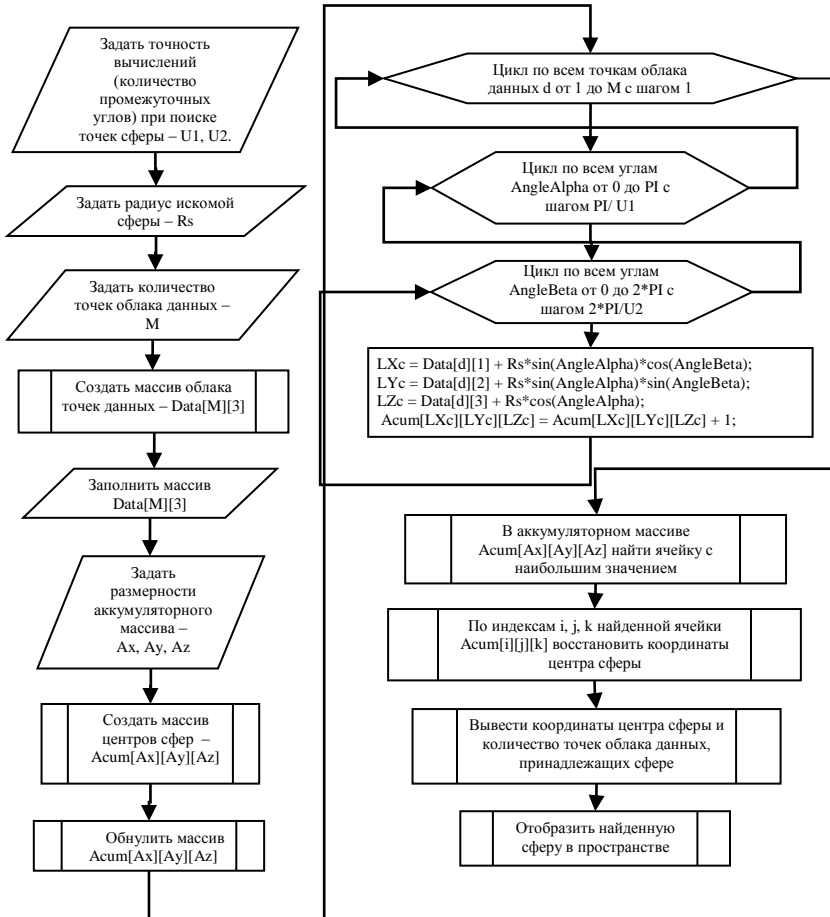 Задать точность
вычислений
(количество
промежуточных
углов) при поиске
точек сферы – U1, U2.
Задать радиус искомой
сферы – Rs
Задать количество
точек облака данных –
M
Создать массив облака
точек данных – Data[M][3]
Заполнить массив
Data[M][3]
Задать
размерности
аккумуляторного
массива –
Ax, Ay, Az
Создать массив
центров сфер –
Acum[Ax][Ay][Az]
Обнулить массив
Acum[Ax][Ay][Az]
Цикл по всем точкам облака
данных d от 1 до M с шагом 1
Цикл по всем углам
AngleAlpha от 0 до PI с
шагом PI/ U1
Цикл по всем углам
AngleBeta от 0 до 2*PI с
шагом 2*PI/U2
LXc = Data[d][1] + Rs*sin(AngleAlpha)*cos(AngleBeta);
LYc = Data[d][2] + Rs*sin(AngleAlpha)*sin(AngleBeta);
LZc = Data[d][3] + Rs*cos(AngleAlpha);
Acum[LXc][LYc][LZc] = Acum[LXc][LYc][LZc] + 1;
В аккумуляторном массиве
Acum[Ax][Ay][Az] найти ячейку с
наибольшим значением
По индексам i, j, k найденной ячейки
Acum[i][j][k] восстановить координаты
центра сферы
Вывести координаты центра сферы и
количество точек облака данных,
принадлежащих сфере
Отобразить найденную
сферу в пространстве